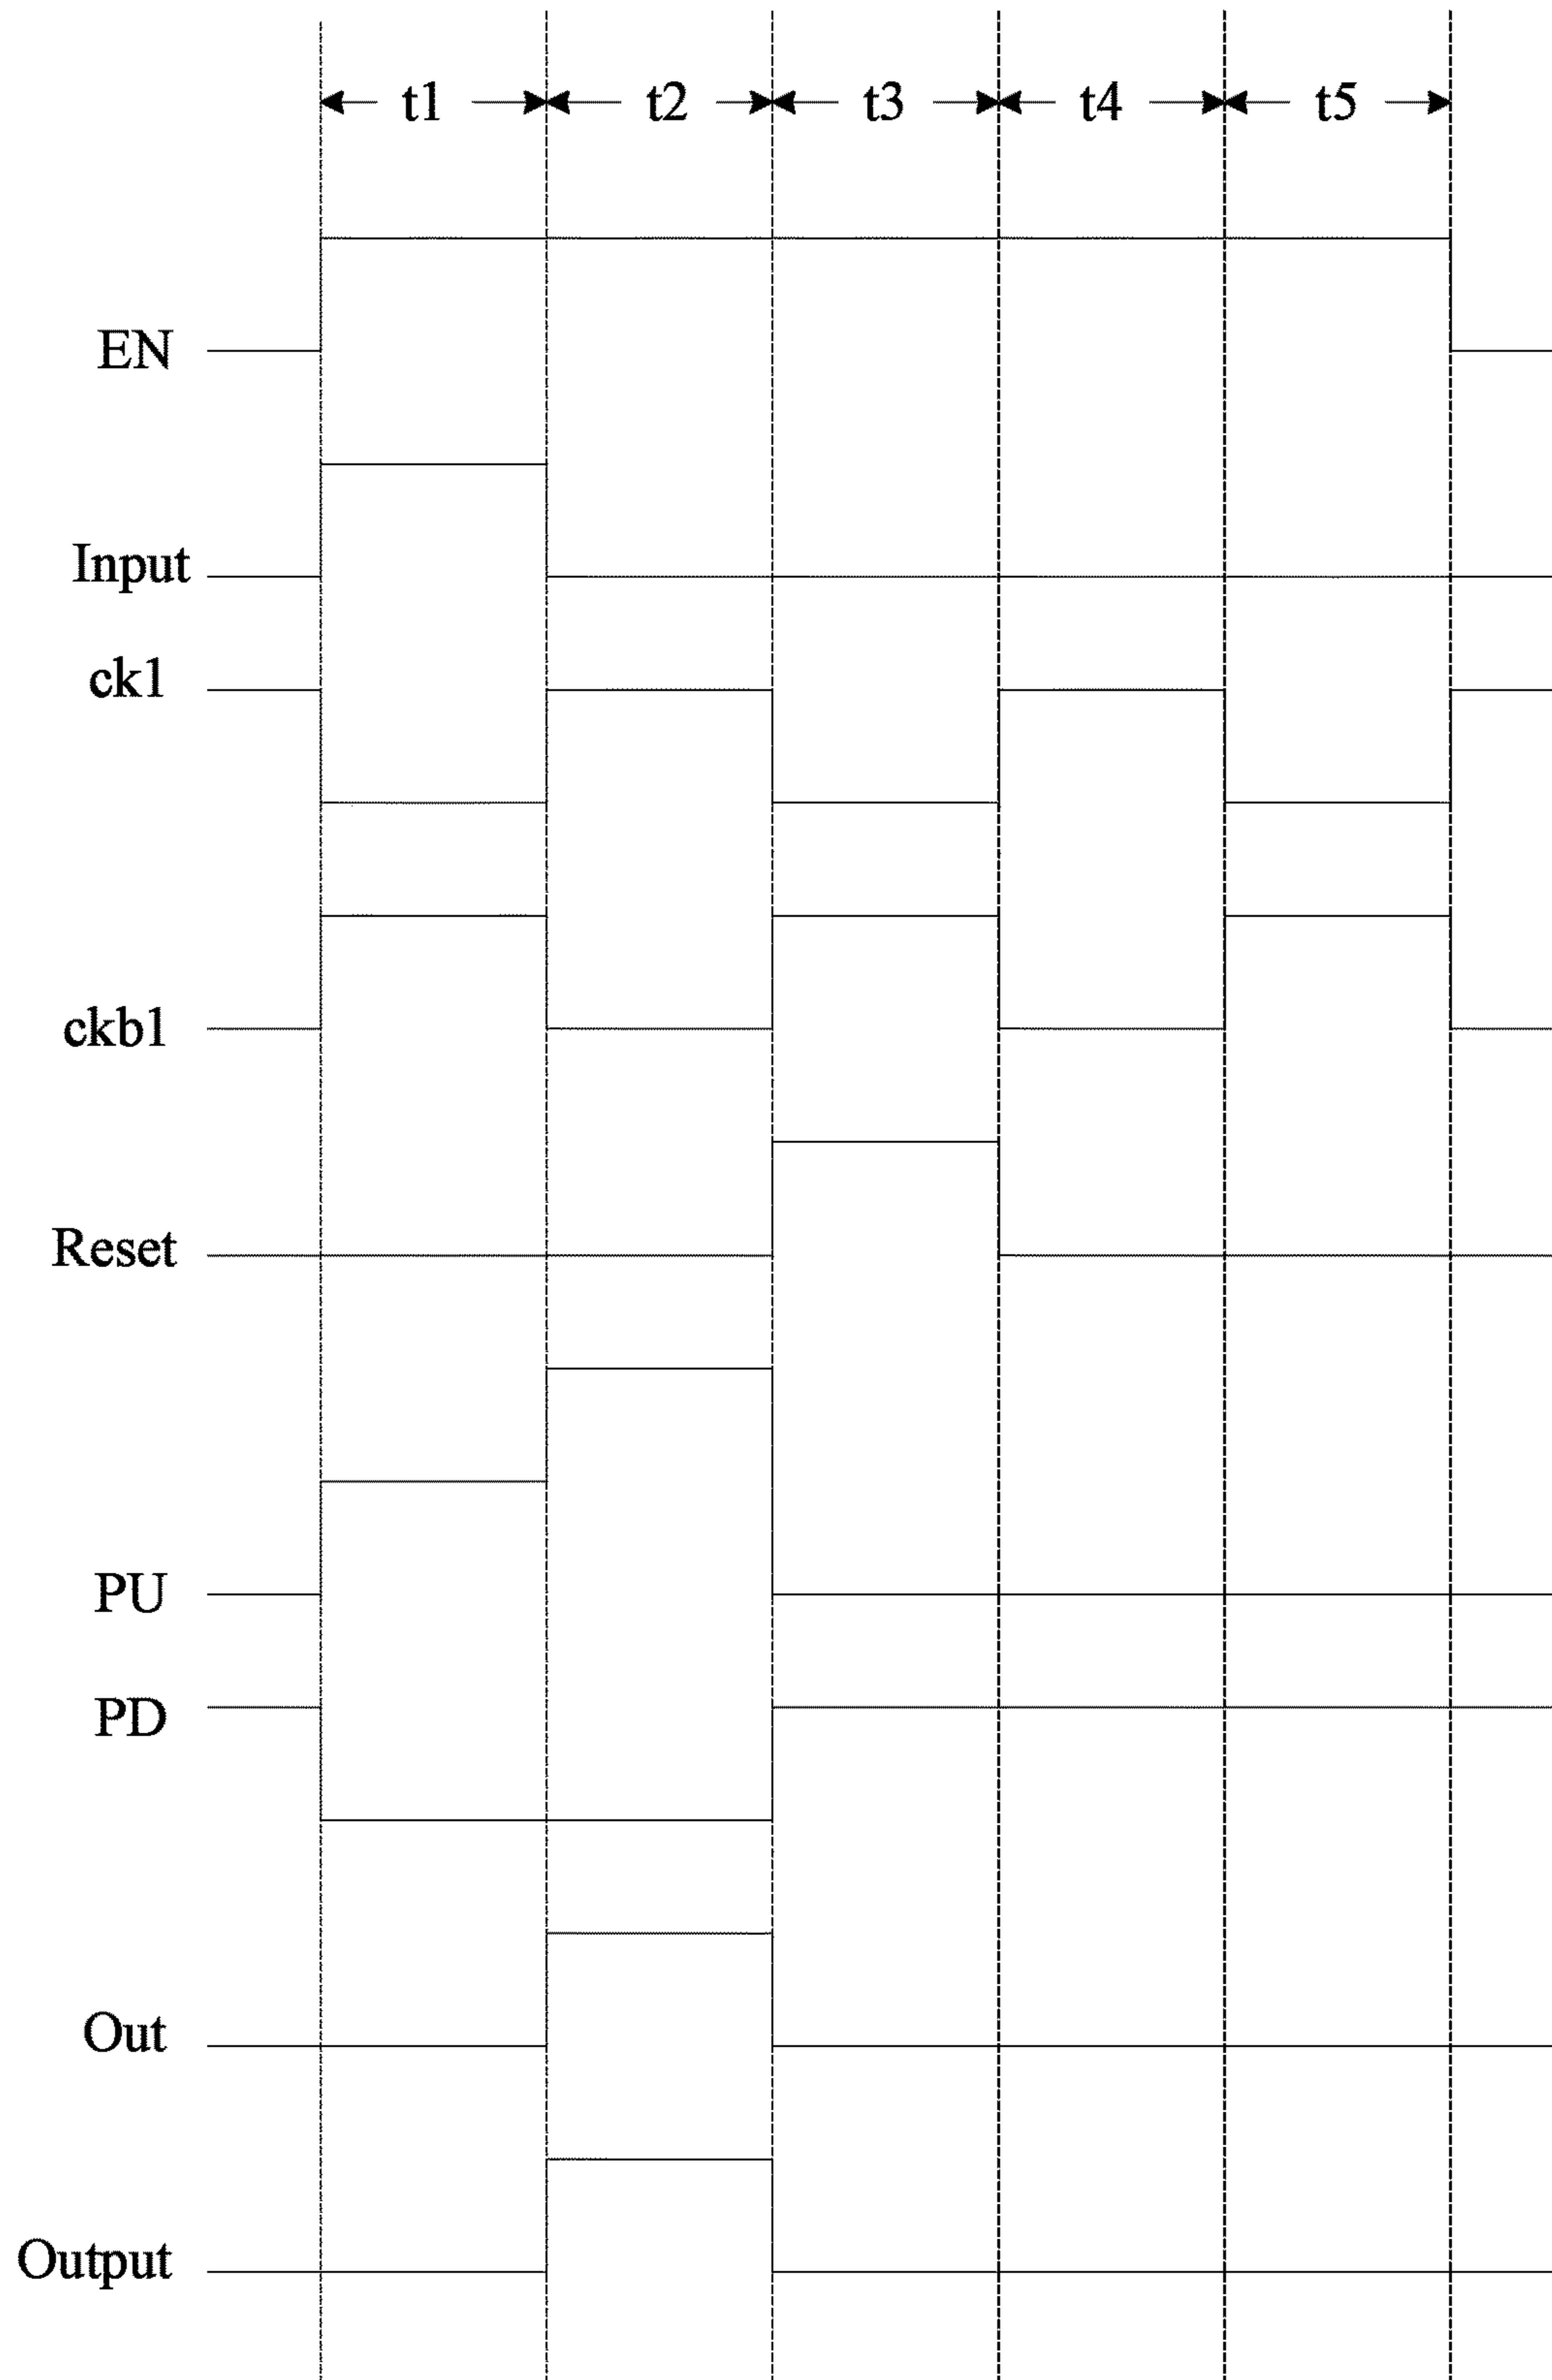 t1 t2 t3 t4 t5
EN
Input
ck1
ckb1
Reset
PU
PD
Out
Output